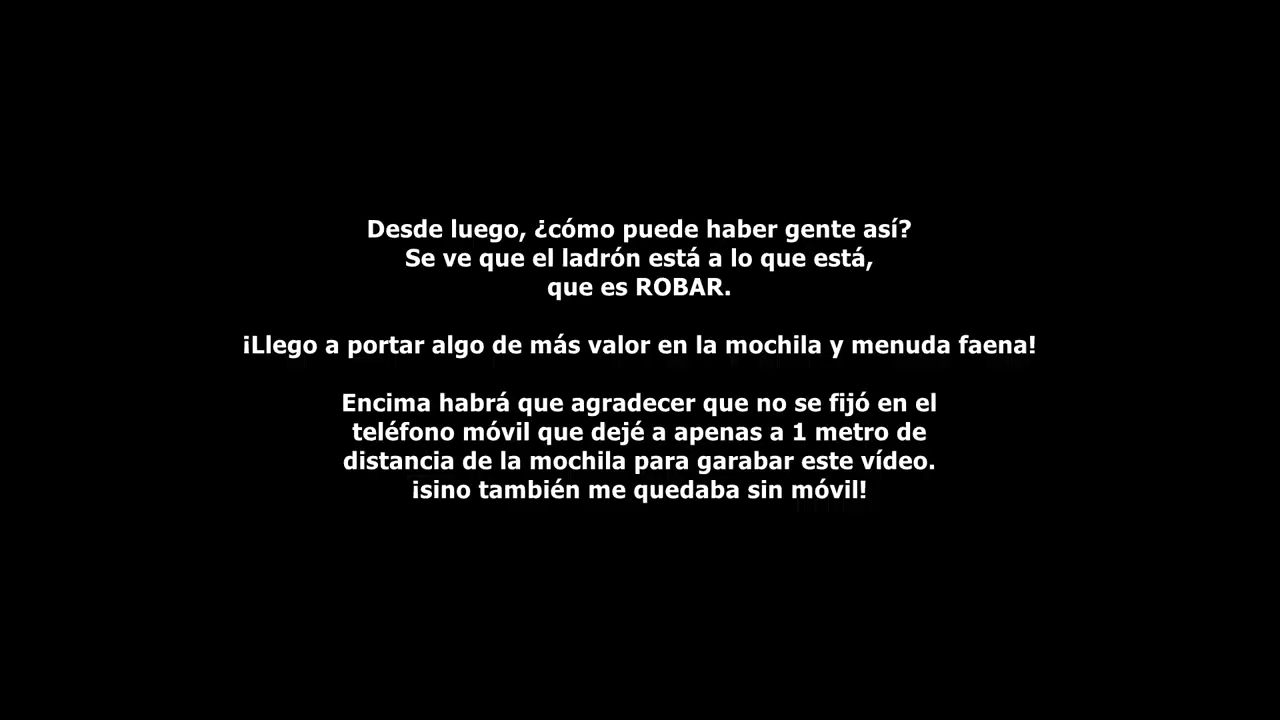 Desde luego, ¿cómo puede haber gente así?
Se ve que el ladrón está a lo que está,
que es ROBAR.
¡Llego a portar algo de más valor en la mochila y menuda faena!
Encima habrá que agradecer que no se fijó en el
teléfono móvil que dejé a apenas a 1 metro de
distancia de la mochila para garabar este vídeo.
¡sino también me quedaba sin móvil!